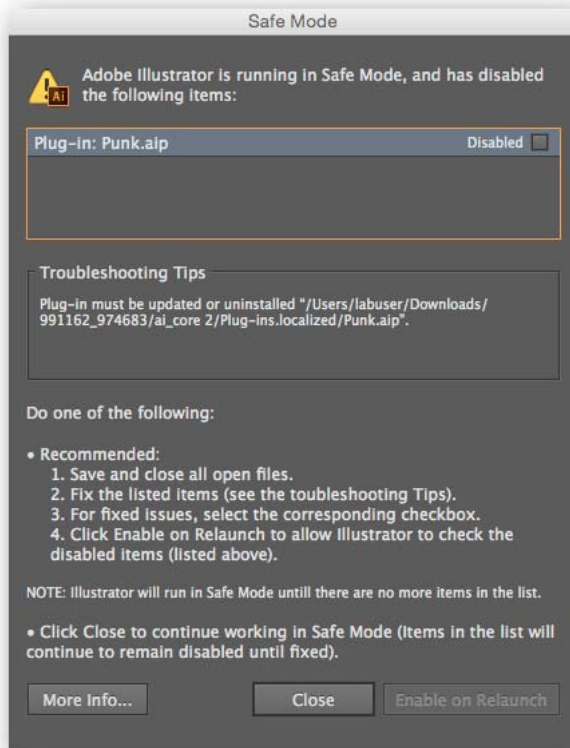 Safe Mode
Adobe Illustrator is running in Safe Mode, and has disabled
the following items:
Ai
Plug-in: Punk.aip Disabled
Troubleshooting Tips
Plug-in must be updated or uninstalled "/Users/labuser/Downloads/
991162_974683/ai_core 2/Plug-ins.localized/Punk.aip".
Do one of the following:
• Recommended:
1. Save and close all open files.
2. Fix the listed items (see the toubleshooting Tips).
3. For fixed issues, select the corresponding checkbox.
4. Click Enable on Relaunch to allow Illustrator to check the
disabled items (listed above).
NOTE: Illustrator will run in Safe Mode untill there are no more items in the list.
• Click Close to continue working in Safe Mode (Items in the list will
continue to remain disabled until fixed).
More Info... Close Enable on Relaunch